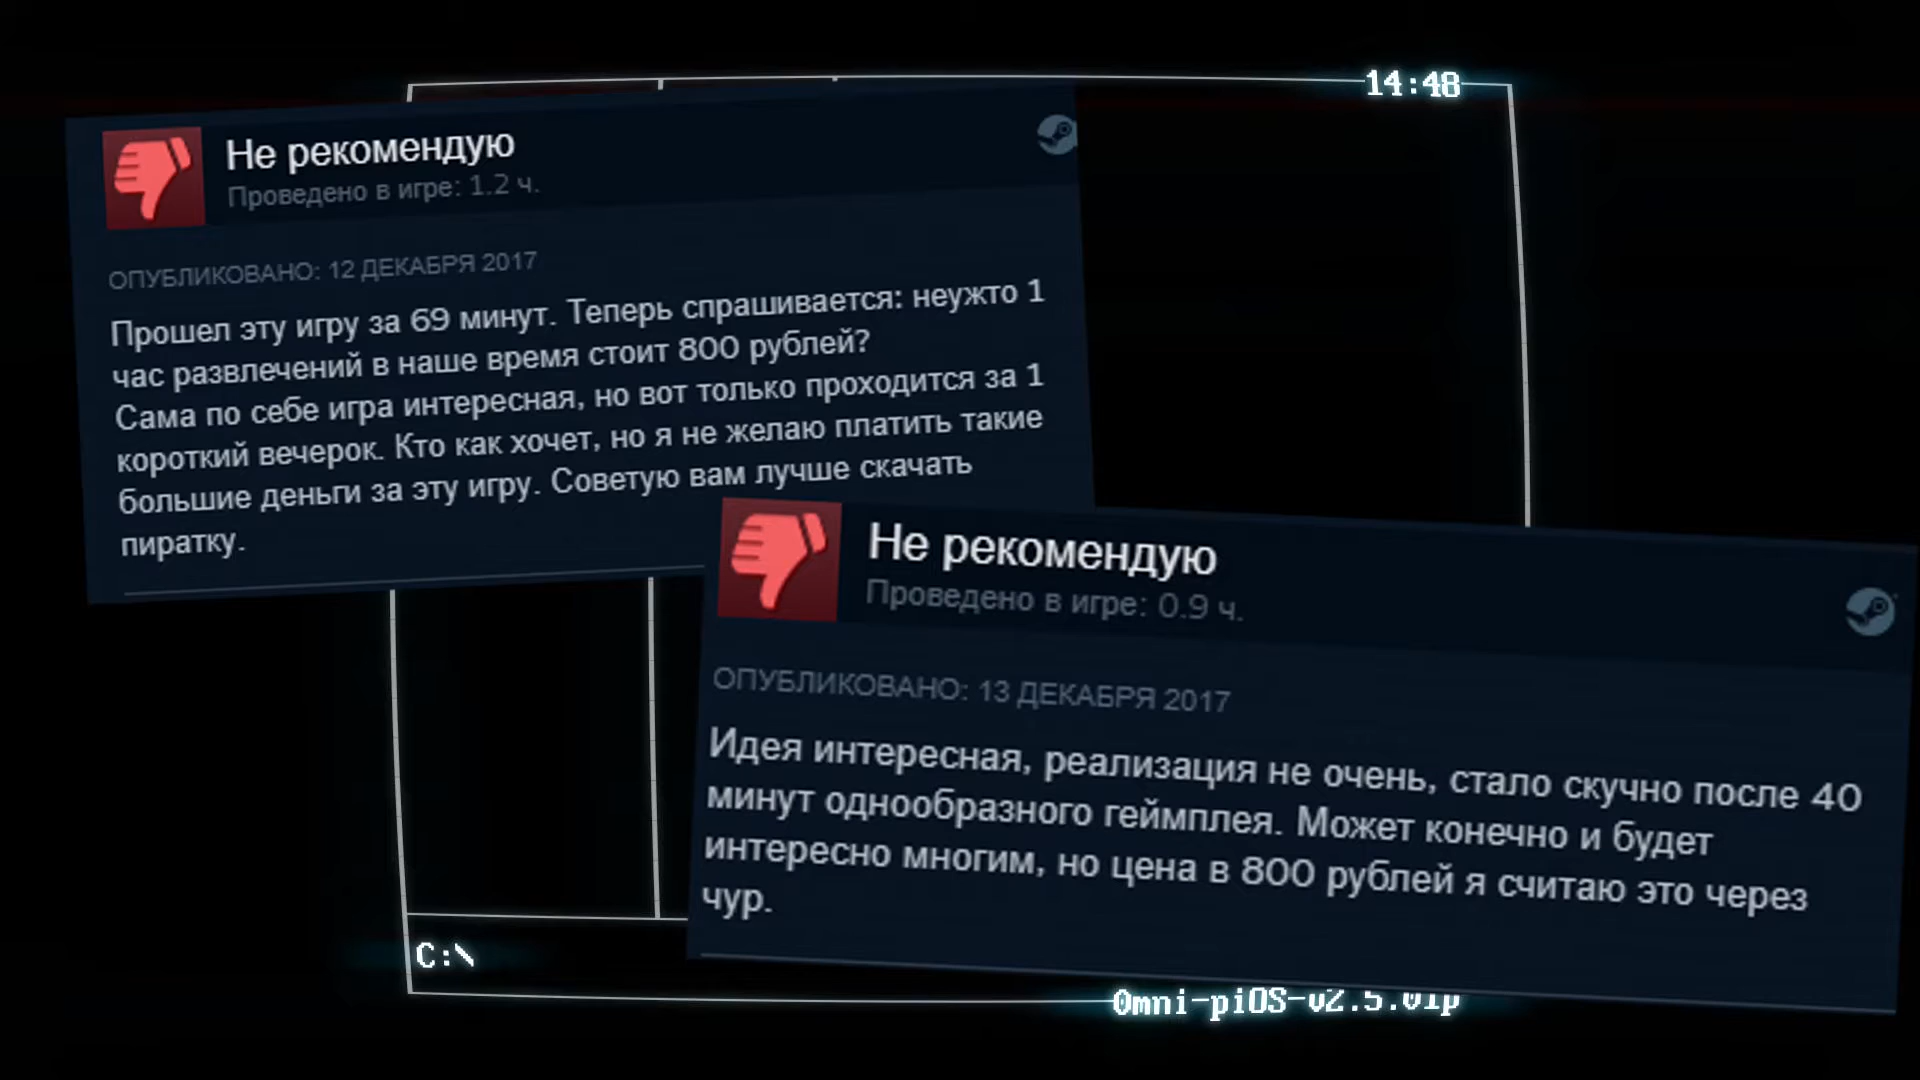 14:48
Не рекомендую
Проведено в игре: 1.2 ч.
ОПУБЛИКОВАНО: 12 ДЕКАБРЯ 2017
Прошел эту игру за 69 минут. Теперь спрашивается: неужто 1
час развлечений в наше время стоит 800 рублей?
Сама по себе игра интересная, но вот только проходится за 1
короткий вечерок. Кто как хочет, но я не желаю платить такие
большие деньги за эту игру. Советую вам лучше скачать
пиратку.
Не рекомендую
Проведено в игре: 0.9 ч.
ОПУБЛИКОВАНО: 13 ДЕКАБРЯ 2017
Идея интересная, реализация не очень, стало скучно после 40
минут однообразного геймплея. Может конечно и будет
интересно многим, но цена в 800 рублей я считаю это через
чур.
C:\
0mni-piOS-v2.5.01p